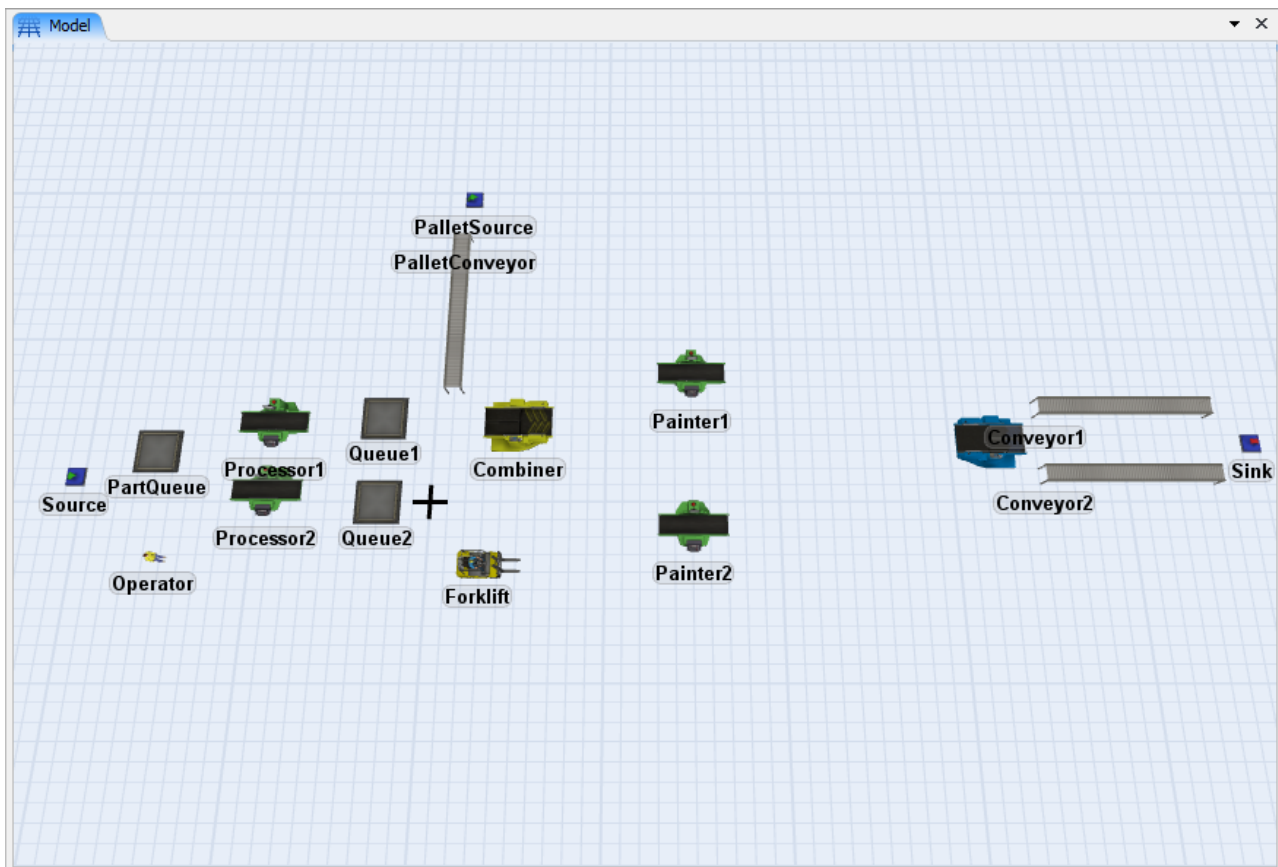 Model
PalletSource
PalletConveyor
Painter1
Conveyor1
Queue1
Processor1
Combiner
Sink
PartQueue
Source
Conveyor2
Processor2
Queue2
Painter2
Operator
Forklift